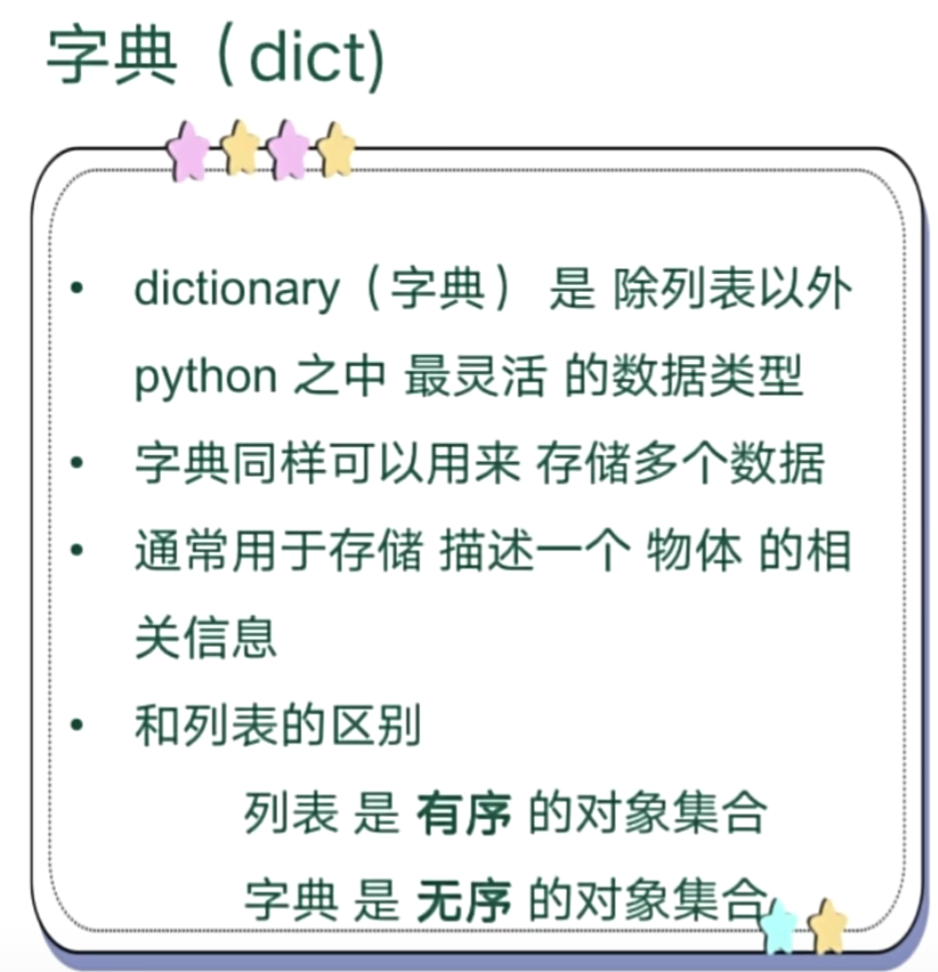 字典（dict)
• dictionary（字典） 是 除列表以外
python 之中 最灵活 的数据类型
• 字典同样可以用来 存储多个数据
• 通常用于存储 描述一个 物体 的相
关信息
• 和列表的区别
列表 是 有序 的对象集合
字典 是 无序 的对象集合